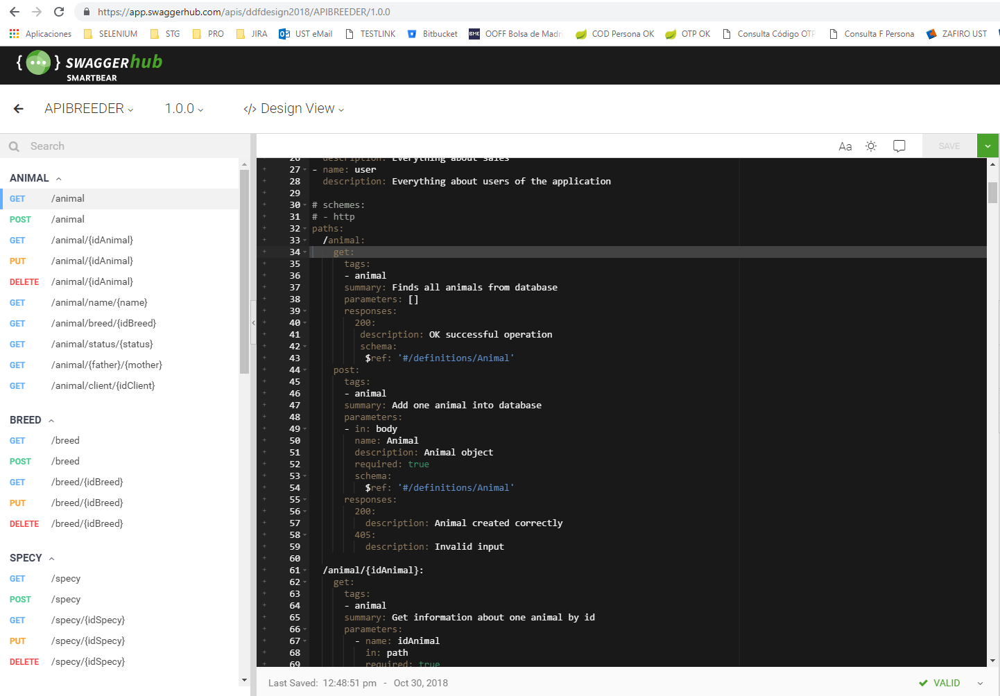 https://app.swaggerhub.com/apis/ddfdesign2018/APIBREEDER/1.0.0
Aplicaciones SELENIUM STG PRO JIRA UST eMail TESTLINK Bitbucket BME OOFF Bolsa de Madri COD Persona OK OTP OK Consulta Código OTP Consulta F Persona ZAFIRO UST
{...} SWAGGERhub
SMARTBEAR
APIBREEDER 1.0.0 </> Design View
Search
Aa SAVE
ANIMAL
GET /animal
POST /animal
GET /animal/{idAnimal}
PUT /animal/{idAnimal}
DELETE /animal/{idAnimal}
GET /animal/name/{name}
GET /animal/breed/{idBreed}
GET /animal/status/{status}
GET /animal/{father}/{mother}
GET /animal/client/{idClient}
BREED
GET /breed
POST /breed
GET /breed/{idBreed}
PUT /breed/{idBreed}
DELETE /breed/{idBreed}
SPECY
GET /specy
POST /specy
GET /specy/{idSpecy}
PUT /specy/{idSpecy}
DELETE /specy/{idSpecy}
26 description: Everything about sales
27 - name: user
28 description: Everything about users of the application
29
30 # schemes:
31 # - http
32 paths:
33 /animal:
34 get:
35 tags:
36 - animal
37 summary: Finds all animals from database
38 parameters: []
39 responses:
40 200:
41 description: OK successful operation
42 schema:
43 $ref: '#/definitions/Animal'
44 post:
45 tags:
46 - animal
47 summary: Add one animal into database
48 parameters:
49 - in: body
50 name: Animal
51 description: Animal object
52 required: true
53 schema:
54 $ref: '#/definitions/Animal'
55 responses:
56 200:
57 description: Animal created correctly
58 405:
59 description: Invalid input
60
61 /animal/{idAnimal}:
62 get:
63 tags:
64 - animal
65 summary: Get information about one animal by id
66 parameters:
67 - name: idAnimal
68 in: path
69 required: true
Last Saved: 12:48:51 pm - Oct 30, 2018
VALID